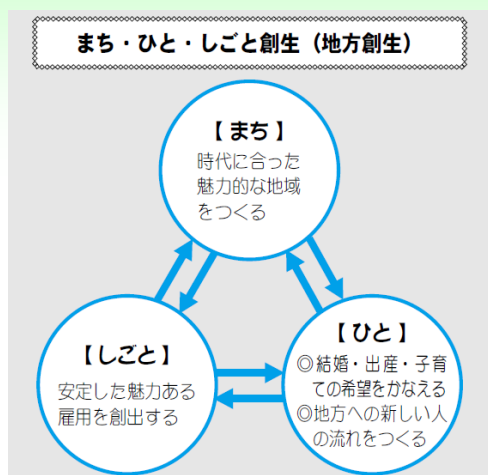 まち・ひと・しごと創生（地方創生）
【まち】
時代に合った
魅力的な地域
をつくる
【しごと】
安定した魅力ある
雇用を創出する
【ひと】
◎結婚・出産・子育
ての希望をかなえる
◎地方への新しい人
の流れをつくる